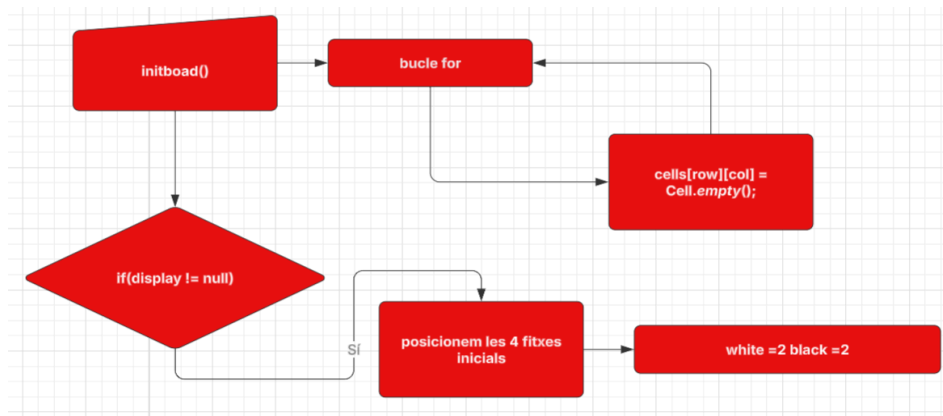 initboad()
bucle for
cells[row][col] =
Cell.empty();
if(display != null)
Sí
posicionem les 4 fitxes
inicials
white =2 black =2